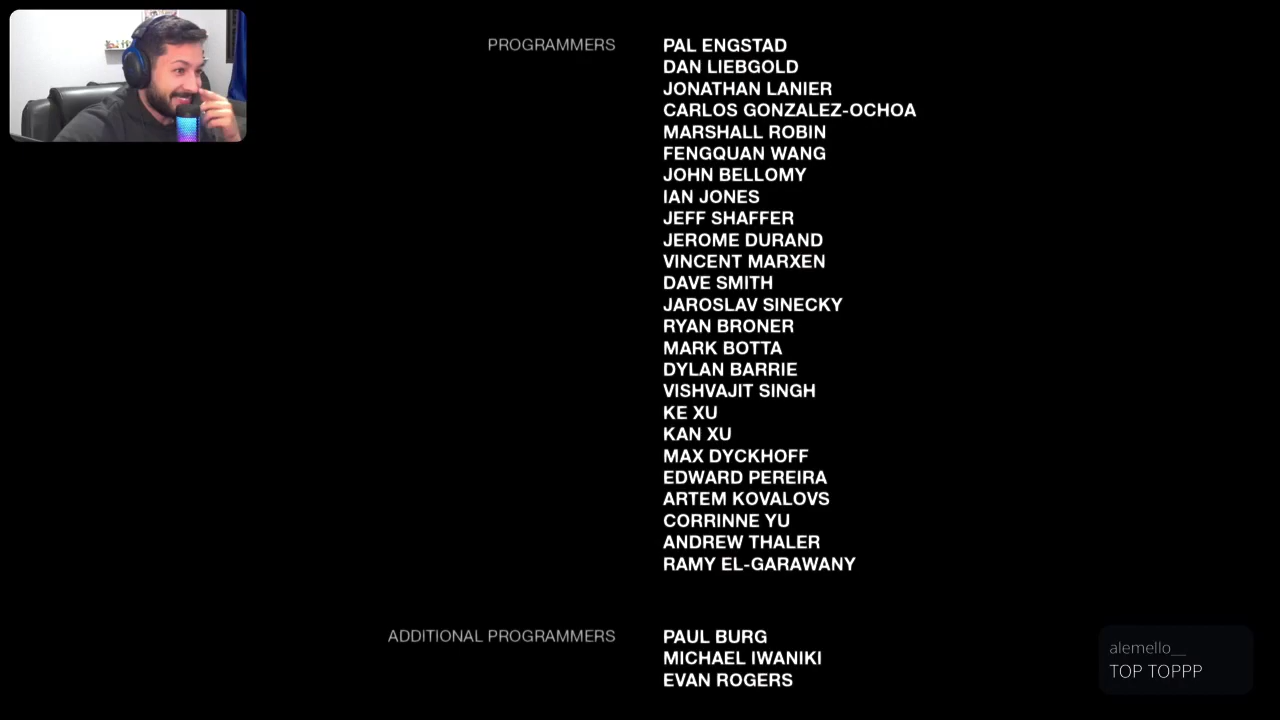 PROGRAMMERS PAL ENGSTAD
DAN LIEBGOLD
JONATHAN LANIER
CARLOS GONZALEZ-OCHOA
MARSHALL ROBIN
FENGQUAN WANG
JOHN BELLOMY
IAN JONES
JEFF SHAFFER
JEROME DURAND
VINCENT MARXEN
DAVE SMITH
JAROSLAV SINECKY
RYAN BRONER
MARK BOTTA
DYLAN BARRIE
VISHVAJIT SINGH
KE XU
KAN XU
MAX DYCKHOFF
EDWARD PEREIRA
ARTEM KOVALOVS
CORRINNE YU
ANDREW THALER
RAMY EL-GARAWANY
ADDITIONAL PROGRAMMERS PAUL BURG
MICHAEL IWANIKI
EVAN ROGERS
alemello__
TOP TOPPP